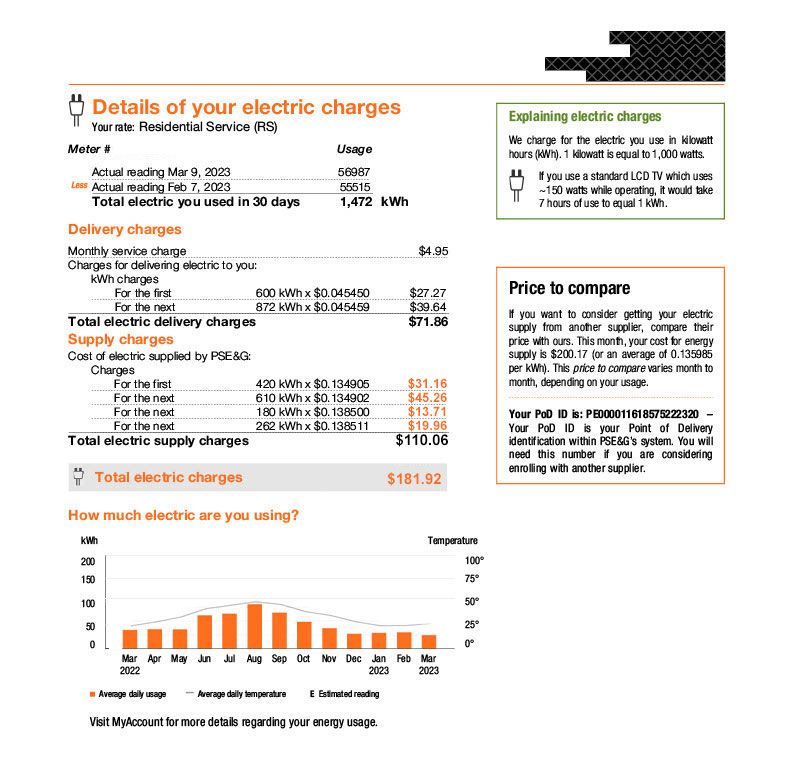 Details of your electric charges
Your rate: Residential Service (RS)
Meter # Usage
Actual reading Mar 9, 2023 56987
Less Actual reading Feb 7, 2023 55515
Total electric you used in 30 days 1,472 kWh
Delivery charges
Monthly service charge $4.95
Charges for delivering electric to you:
kWh charges
For the first 600 kWh x $0.045450 $27.27
For the next 872 kWh x $0.045459 $39.64
Total electric delivery charges $71.86
Supply charges
Cost of electric supplied by PSE&G:
Charges
For the first 420 kWh x $0.134905 $31.16
For the next 610 kWh x $0.134902 $45.26
For the next 180 kWh x $0.138500 $13.71
For the next 262 kWh x $0.138511 $19.96
Total electric supply charges $110.06
Total electric charges $181.92
How much electric are you using?
kWh Temperature
200 100°
150 75°
100 50°
50 25°
0 0°
Mar Apr May Jun Jul Aug Sep Oct Nov Dec Jan Feb Mar
2022 2023 2023
Average daily usage Average daily temperature E Estimated reading
Visit MyAccount for more details regarding your energy usage.
Explaining electric charges
We charge for the electric you use in kilowatt
hours (kWh). 1 kilowatt is equal to 1,000 watts.
If you use a standard LCD TV which uses
~150 watts while operating, it would take
7 hours of use to equal 1 kWh.
Price to compare
If you want to consider getting your electric
supply from another supplier, compare their
price with ours. This month, your cost for energy
supply is $200.17 (or an average of 0.135985
per kWh). This price to compare varies month to
month, depending on your usage.
Your PoD ID is: PE000011618575222320 –
Your PoD ID is your Point of Delivery
identification within PSE&G's system. You will
need this number if you are considering
enrolling with another supplier.